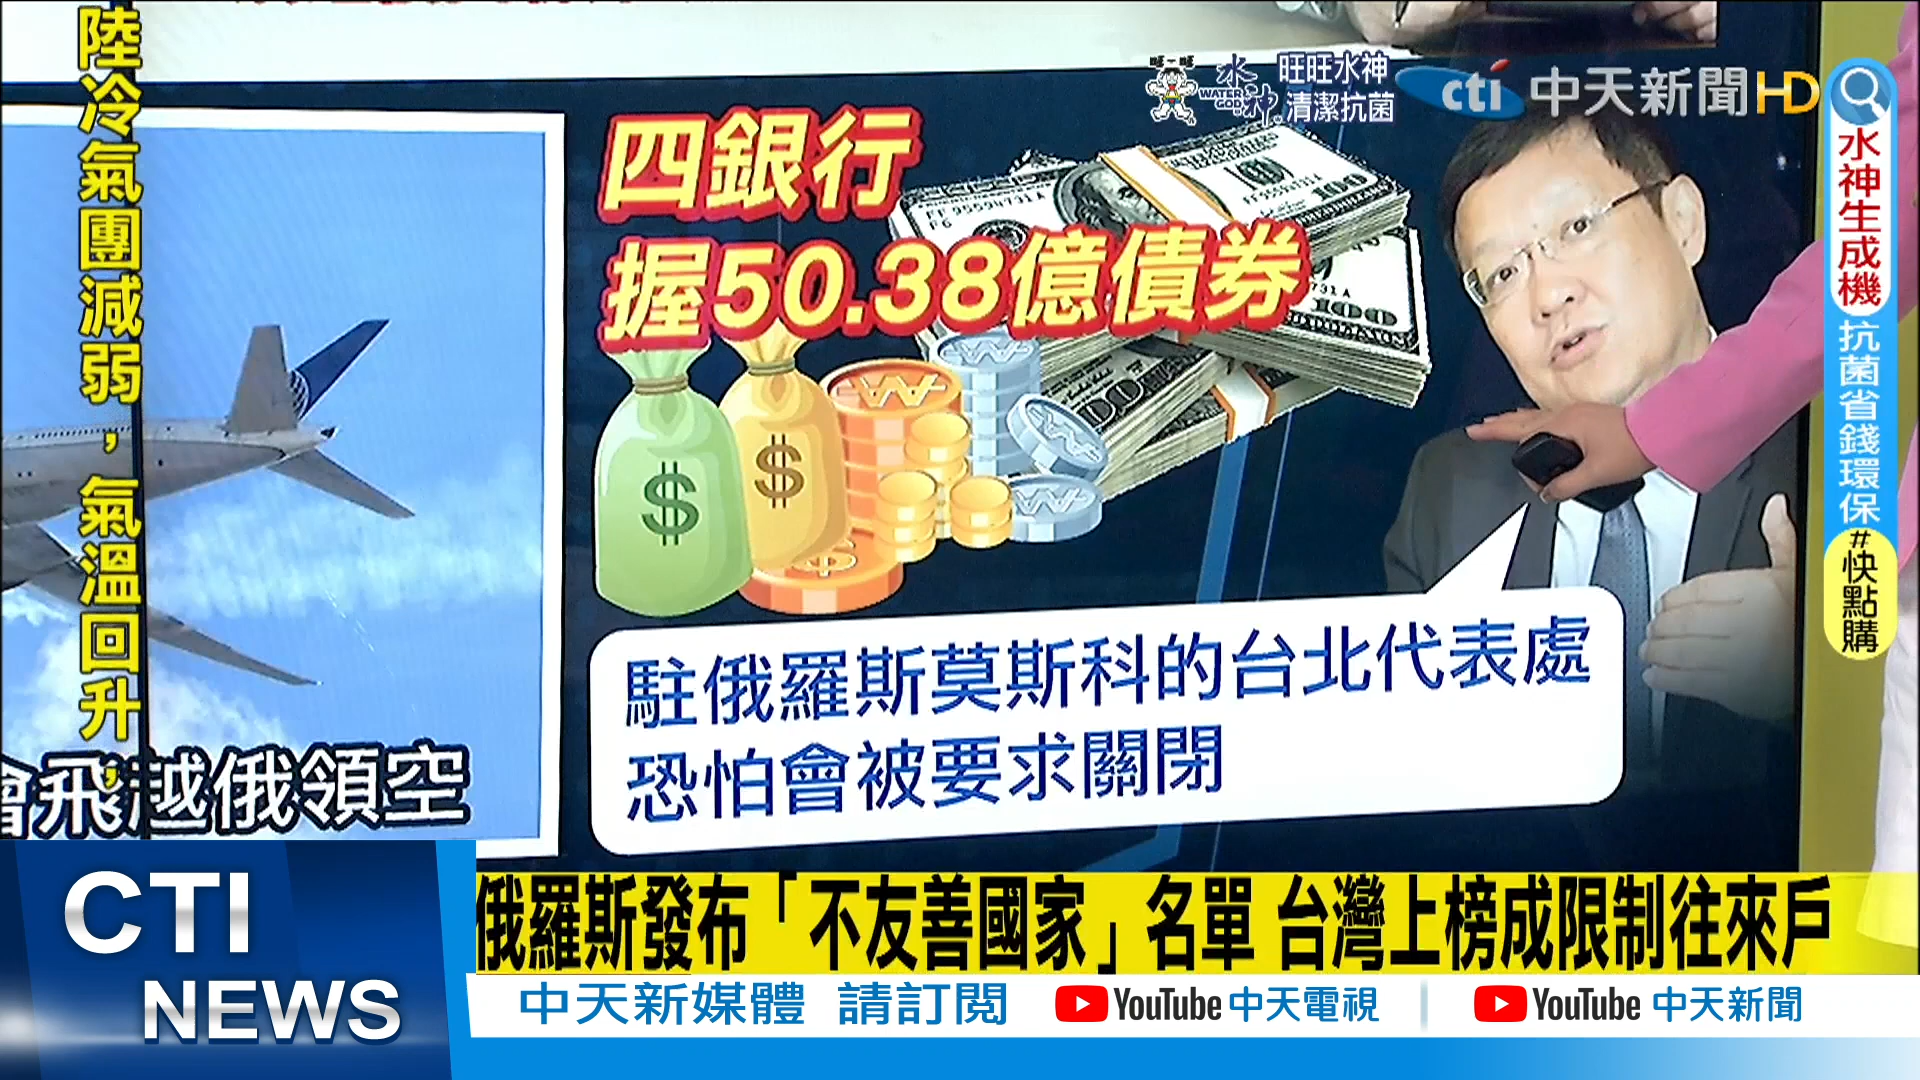 陸冷氣團減弱，氣溫回升
旺旺水神
清潔抗菌
水神
WATER GOD
cti 中天新聞HD
四銀行
握50.38億債券
駐俄羅斯莫斯科的台北代表處
恐怕會被要求關閉
會飛越俄領空
水神生成機
抗菌省錢環保
#快點購
CTI
NEWS
俄羅斯發布「不友善國家」名單 台灣上榜成限制往來戶
中天新媒體 請訂閱 YouTube 中天電視 YouTube 中天新聞